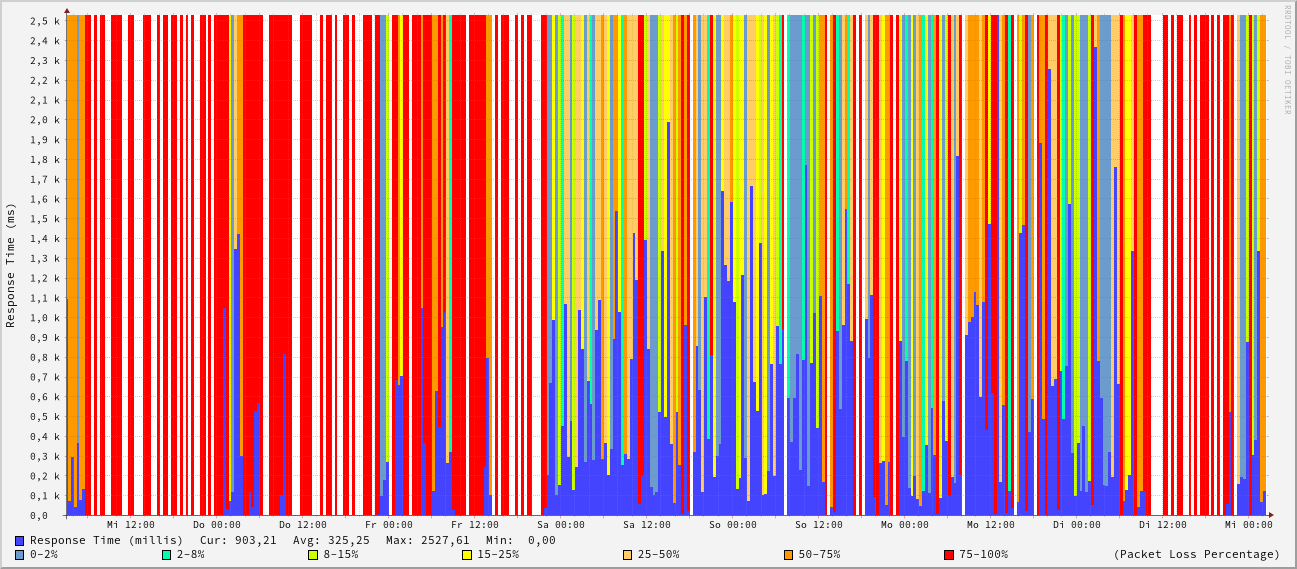 RRDTOOL / TOBI OETIKER
Response Time (ms)
2,5 k
2,4 k
2,3 k
2,2 k
2,1 k
2,0 k
1,9 k
1,8 k
1,7 k
1,6 k
1,5 k
1,4 k
1,3 k
1,2 k
1,1 k
1,0 k
0,9 k
0,8 k
0,7 k
0,6 k
0,5 k
0,4 k
0,3 k
0,2 k
0,1 k
0,0
Mi 12:00 Do 00:00 Do 12:00 Fr 00:00 Fr 12:00 Sa 00:00 Sa 12:00 So 00:00 So 12:00 Mo 00:00 Mo 12:00 Di 00:00 Di 12:00 Mi 00:00
Response Time (millis) Cur: 903,21 Avg: 325,25 Max: 2527,61 Min: 0,00
0-2% 2-8% 8-15% 15-25% 25-50% 50-75% 75-100% (Packet Loss Percentage)